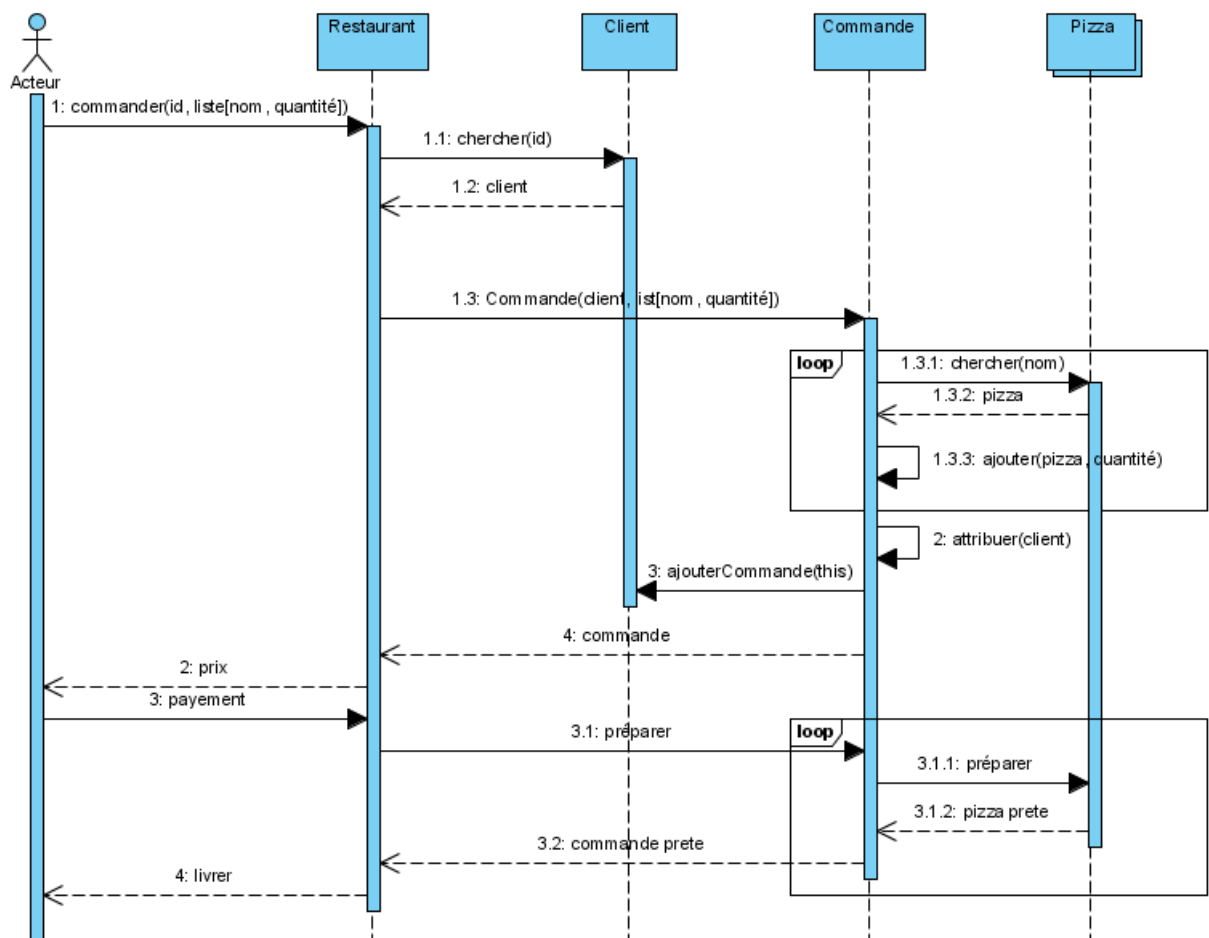 Restaurant
Client
Commande
Pizza
Acteur
1: commander(id, liste[nom, quantité])
1.1: chercher(id)
1.2: client
1.3: Commande(client, list[nom, quantité])
loop
1.3.1: chercher(nom)
1.3.2: pizza
1.3.3: ajouter(pizza, quantité)
2: attribuer(client)
3: ajouterCommande(this)
4: commande
2: prix
3: payement
loop
3.1: préparer
3.1.1: préparer
3.1.2: pizza prete
3.2: commande prete
4: livrer